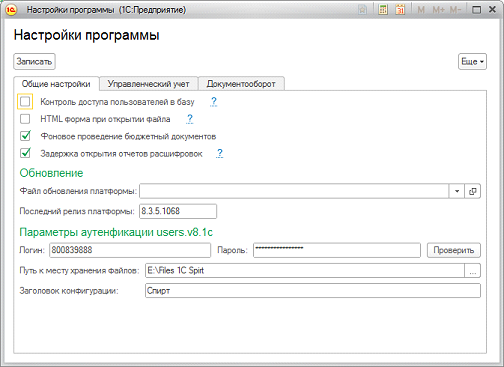 Настройки программы (1С:Предприятие)
M M+ M-
Настройки программы
Записать
Еще
Общие настройки Управленческий учет Документооборот
Контроль доступа пользователей в базу ?
HTML форма при открытии файла ?
Фоновое проведение бюджетный документов
Задержка открытия отчетов расшифровок ?
Обновление
Файл обновления платформы:
Последний релиз платформы: 8.3.5.1068
Параметры аутенфикации users.v8.1c
Логин: 800839888 Пароль: **************** Проверить
Путь к месту хранения файлов: E:\Files 1C Spirt ...
Заголовок конфигурации: Спирт